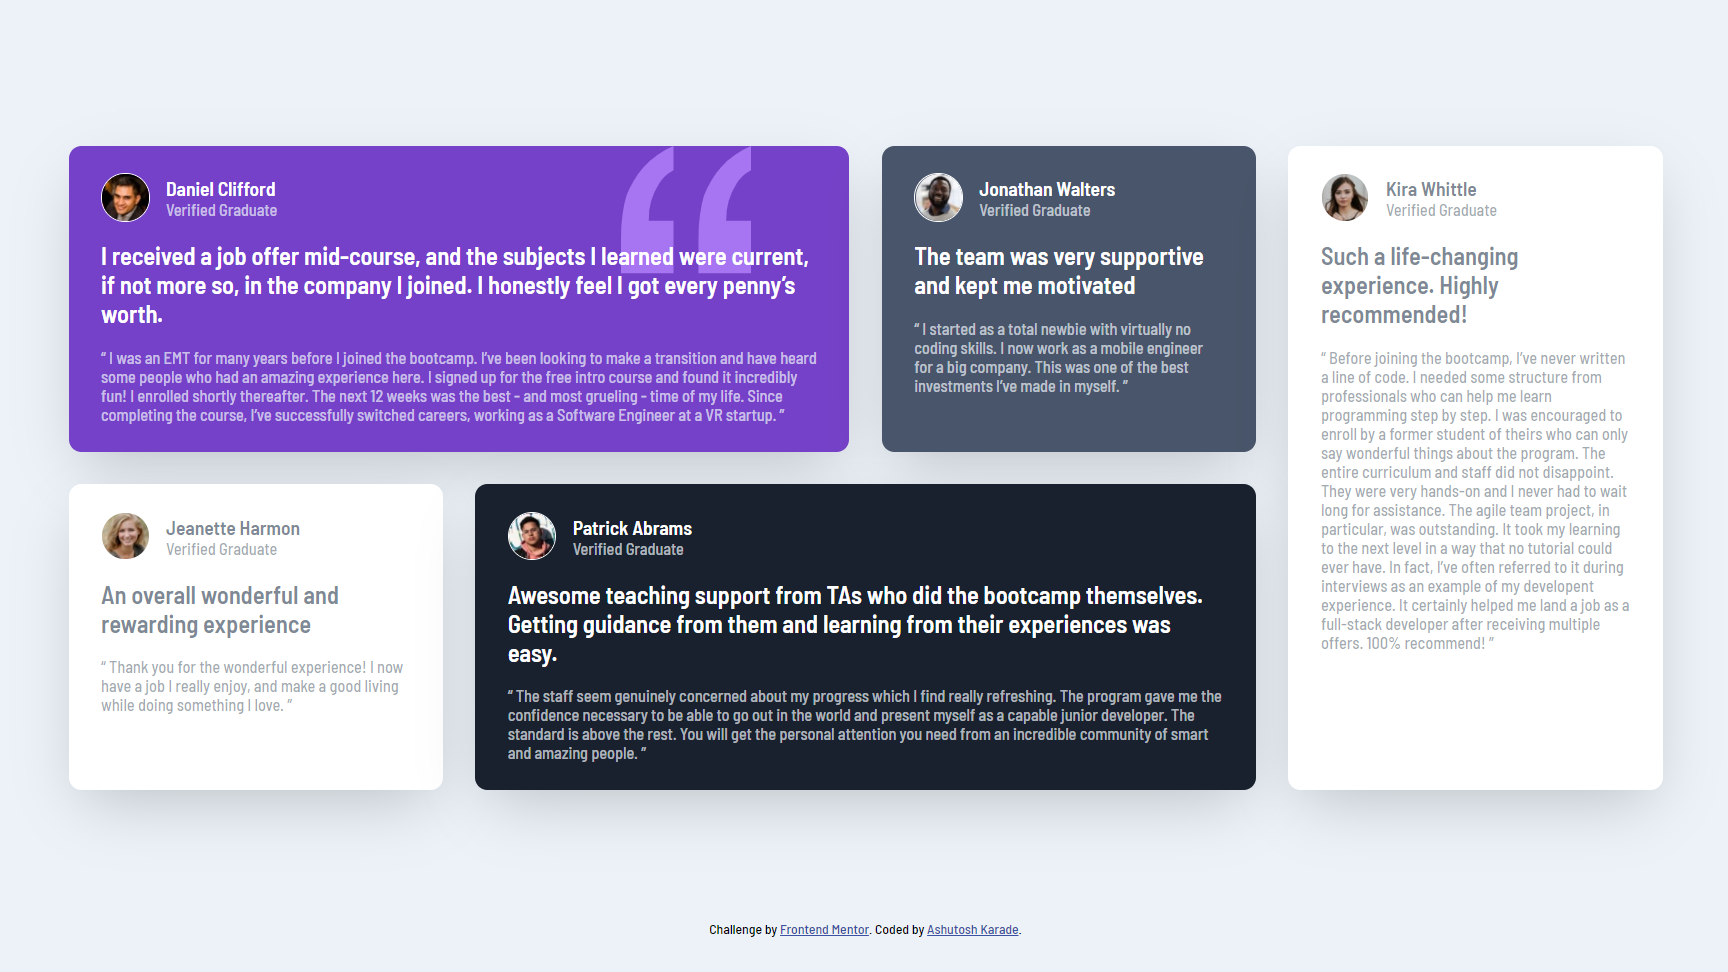 Daniel Clifford
Verified Graduate
I received a job offer mid-course, and the subjects I learned were current,
if not more so, in the company I joined. I honestly feel I got every penny’s
worth.
“ I was an EMT for many years before I joined the bootcamp. I’ve been looking to make a transition and have heard
some people who had an amazing experience here. I signed up for the free intro course and found it incredibly
fun! I enrolled shortly thereafter. The next 12 weeks was the best - and most grueling - time of my life. Since
completing the course, I’ve successfully switched careers, working as a Software Engineer at a VR startup. ”
Jonathan Walters
Verified Graduate
The team was very supportive
and kept me motivated
“ I started as a total newbie with virtually no
coding skills. I now work as a mobile engineer
for a big company. This was one of the best
investments I’ve made in myself. ”
Kira Whittle
Verified Graduate
Such a life-changing
experience. Highly
recommended!
“ Before joining the bootcamp, I’ve never written
a line of code. I needed some structure from
professionals who can help me learn
programming step by step. I was encouraged to
enroll by a former student of theirs who can only
say wonderful things about the program. The
entire curriculum and staff did not disappoint.
They were very hands-on and I never had to wait
long for assistance. The agile team project, in
particular, was outstanding. It took my learning
to the next level in a way that no tutorial could
ever have. In fact, I’ve often referred to it during
interviews as an example of my developent
experience. It certainly helped me land a job as a
full-stack developer after receiving multiple
offers. 100% recommend! ”
Jeanette Harmon
Verified Graduate
An overall wonderful and
rewarding experience
“ Thank you for the wonderful experience! I now
have a job I really enjoy, and make a good living
while doing something I love. ”
Patrick Abrams
Verified Graduate
Awesome teaching support from TAs who did the bootcamp themselves.
Getting guidance from them and learning from their experiences was
easy.
“ The staff seem genuinely concerned about my progress which I find really refreshing. The program gave me the
confidence necessary to be able to go out in the world and present myself as a capable junior developer. The
standard is above the rest. You will get the personal attention you need from an incredible community of smart
and amazing people. ”
Challenge by Frontend Mentor. Coded by Ashutosh Karade.